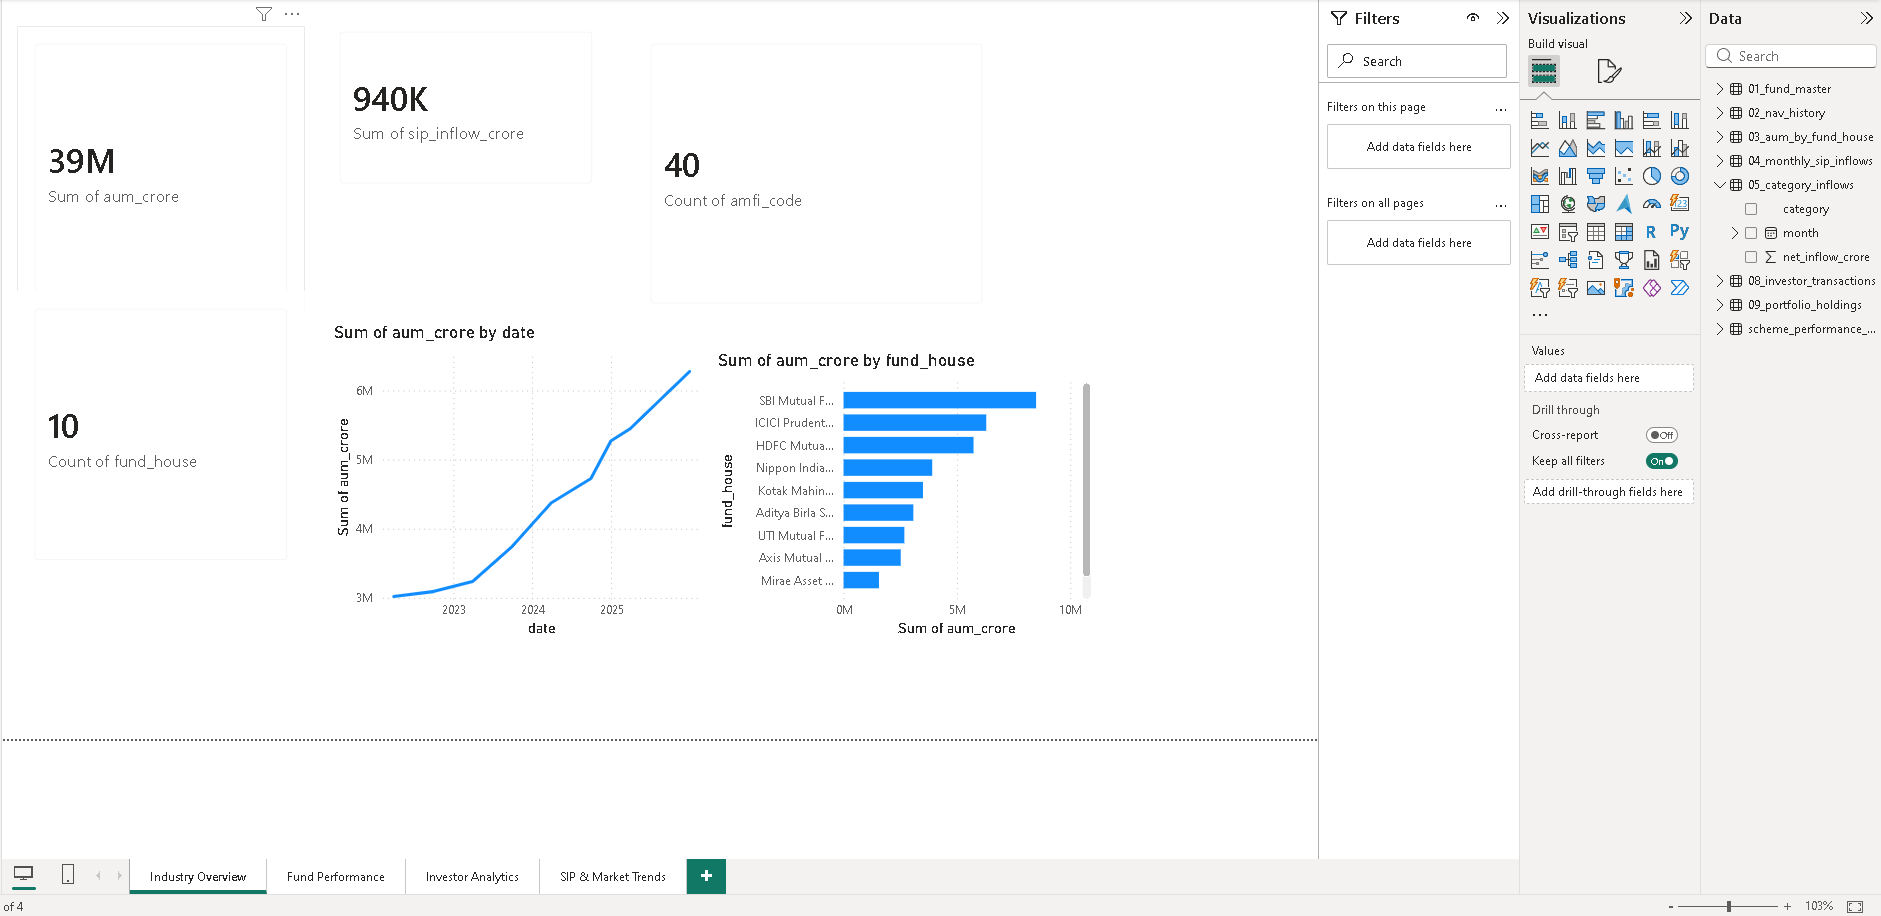 39M
Sum of aum_crore
940K
Sum of sip_inflow_crore
40
Count of amfi_code
10
Count of fund_house
Sum of aum_crore by date
Sum of aum_crore
6M
5M
4M
3M
2023
2024
2025
date
Sum of aum_crore by fund_house
fund_house
SBI Mutual F...
ICICI Prudent...
HDFC Mutua...
Nippon India...
Kotak Mahin...
Aditya Birla S...
UTI Mutual F...
Axis Mutual ...
Mirae Asset ...
0M
5M
10M
Sum of aum_crore
Filters
Search
Filters on this page
...
Add data fields here
Filters on all pages
...
Add data fields here
Visualizations
Build visual
123
R
Py
...
Values
Add data fields here
Drill through
Cross-report
Off
Keep all filters
On
Add drill-through fields here
Data
Search
01_fund_master
02_nav_history
03_aum_by_fund_house
04_monthly_sip_inflows
05_category_inflows
category
month
net_inflow_crore
08_investor_transactions
09_portfolio_holdings
scheme_performance_...
Industry Overview
Fund Performance
Investor Analytics
SIP & Market Trends
+
of 4
- + 103%